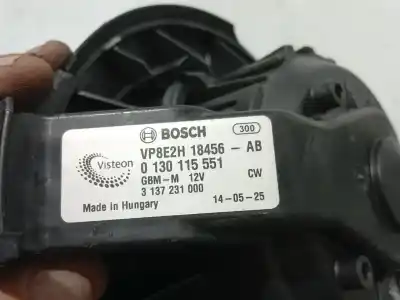 BOSCH 300
VP8E2H 18456 - AB
Visteon
0 130 115 551
GBM-M 12V CW
3 137 231 000
Made in Hungary 14-05-25